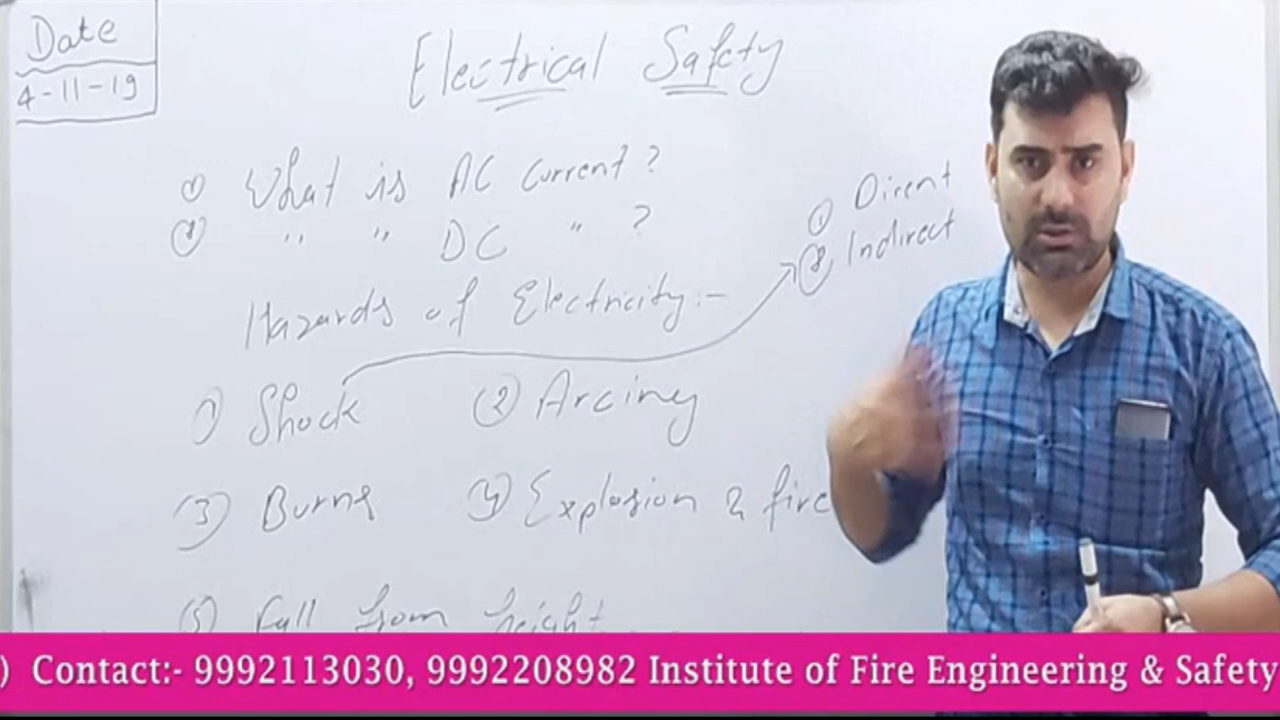 Date
4-11-19
Electrical Safety
① What is AC current?
② " " DC " ?
① Dirent
② Indirect
Hazards of Electricity:-
① Shock ② Arcing
③ Burns ④ Explosion & fire
⑤ Fall from height
) Contact:- 9992113030, 9992208982 Institute of Fire Engineering & Safety